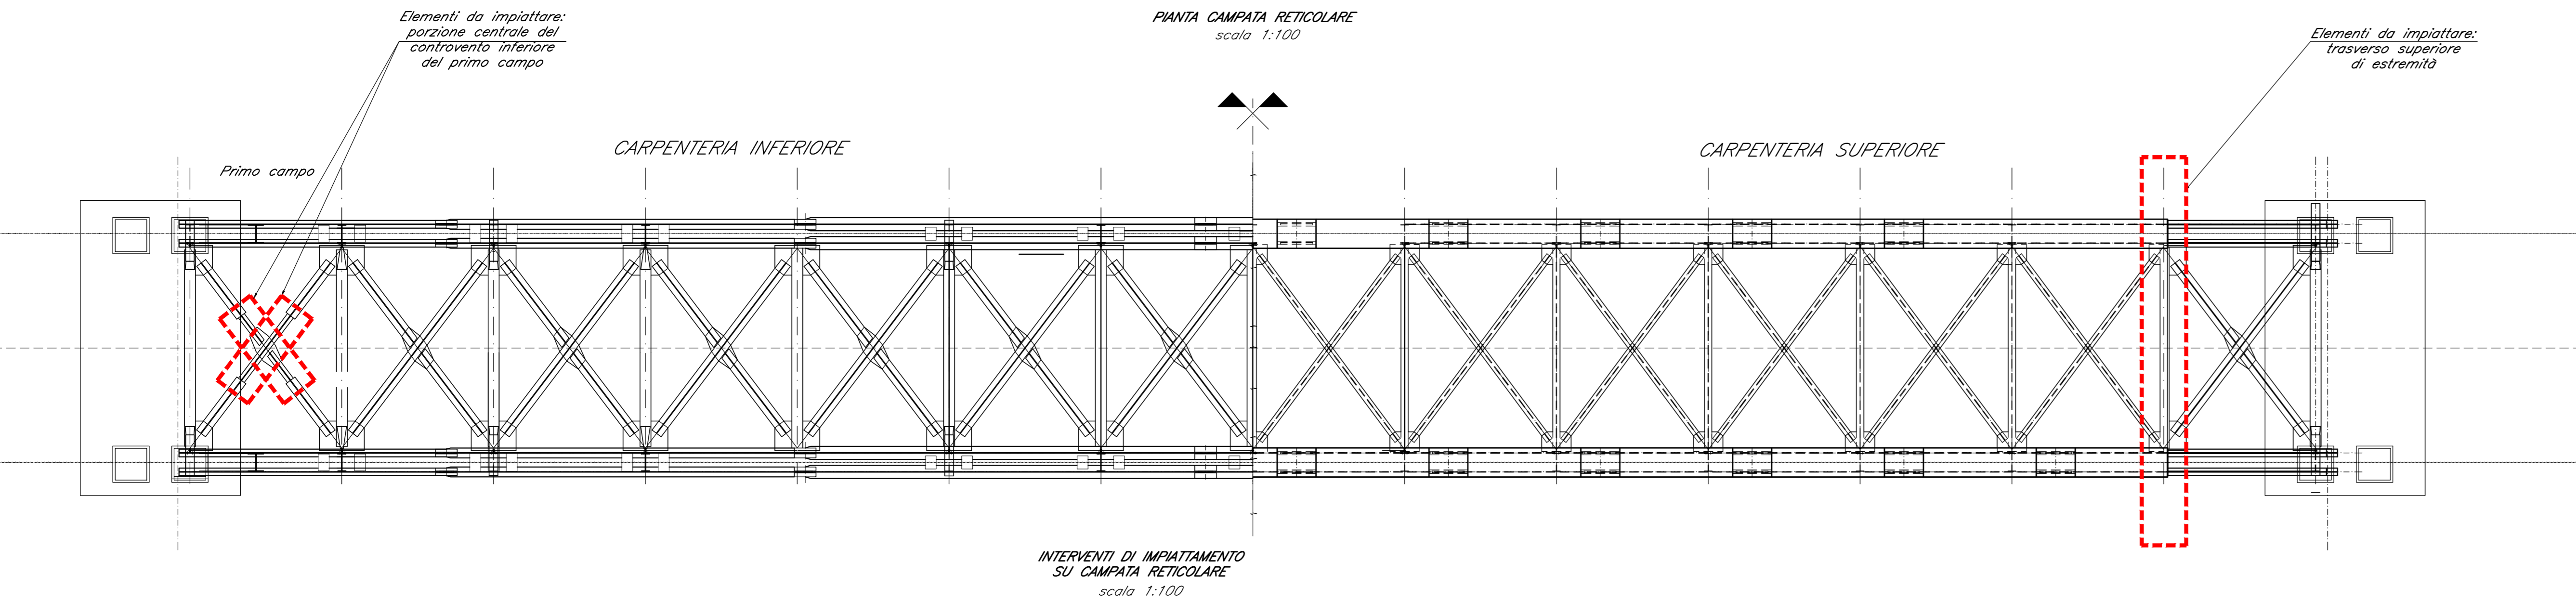 Elementi da impiattare:
porzione centrale del
controvento inferiore
del primo campo
PIANTA CAMPATA RETICOLARE
scala 1:100
Elementi da impiattare:
trasverso superiore
di estremità
CARPENTERIA INFERIORE
CARPENTERIA SUPERIORE
Primo campo
INTERVENTI DI IMPIATTAMENTO
SU CAMPATA RETICOLARE
scala 1:100